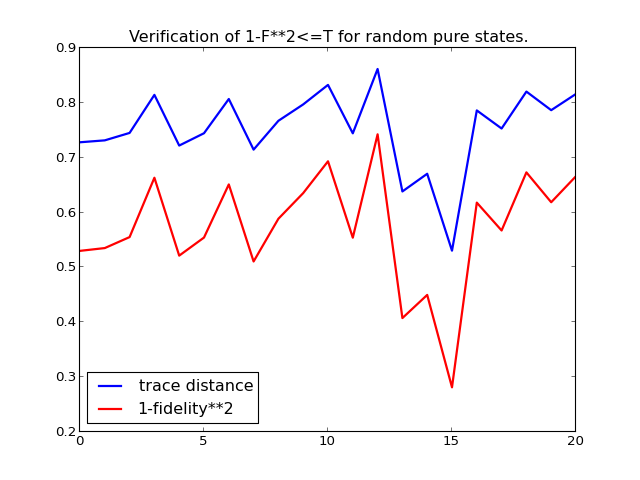 Verification of 1-F**2<=T for random pure states.
0.9
0.8
0.7
0.6
0.5
0.4
0.3
0.2
trace distance
1-fidelity**2
0 5 10 15 20